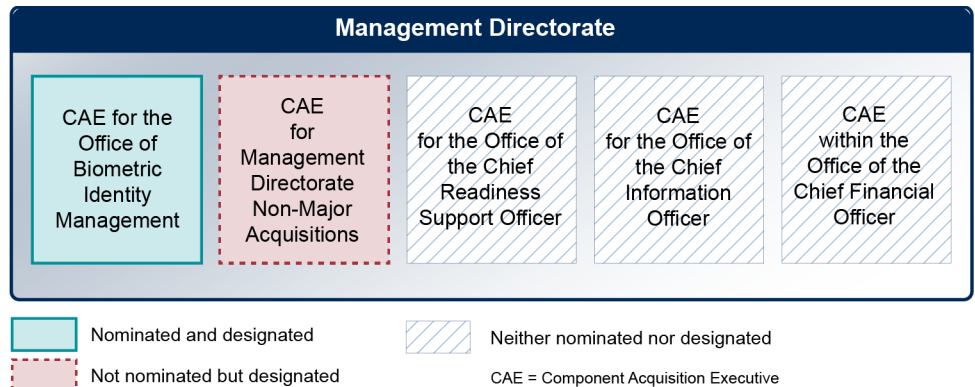 Management Directorate
CAE for the
Office of
Biometric
Identity
Management
CAE
for
Management
Directorate
Non-Major
Acquisitions
CAE
for the Office of
the Chief
Readiness
Support Officer
CAE
for the Office of
the Chief
Information
Officer
CAE
within the
Office of the
Chief Financial
Officer
Nominated and designated
Neither nominated nor designated
Not nominated but designated
CAE = Component Acquisition Executive